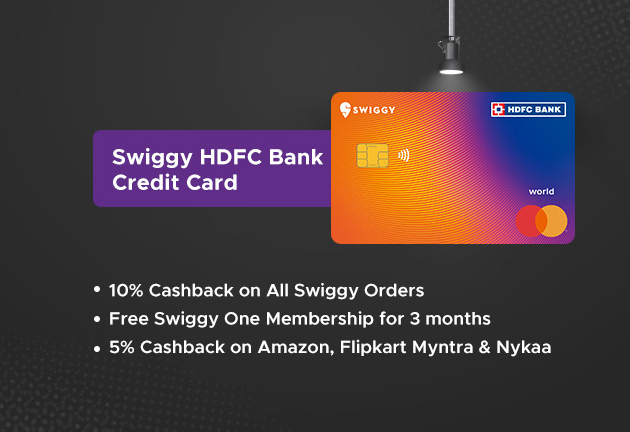 SWIGGY
HDFC BANK
Swiggy HDFC Bank
Credit Card
world
• 10% Cashback on All Swiggy Orders
• Free Swiggy One Membership for 3 months
• 5% Cashback on Amazon, Flipkart Myntra & Nykaa